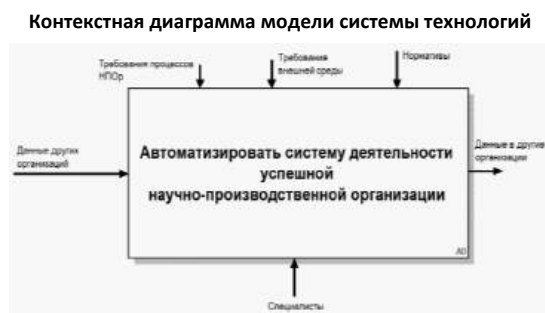 Контекстная диаграмма модели системы технологий
Требования процессов
НПОр
Требования
внешней среды
Нормативы
Данные других
организаций
Автоматизировать систему деятельности
успешной
научно-производственной организации
Данные в другие
организации
A0
Специалисты